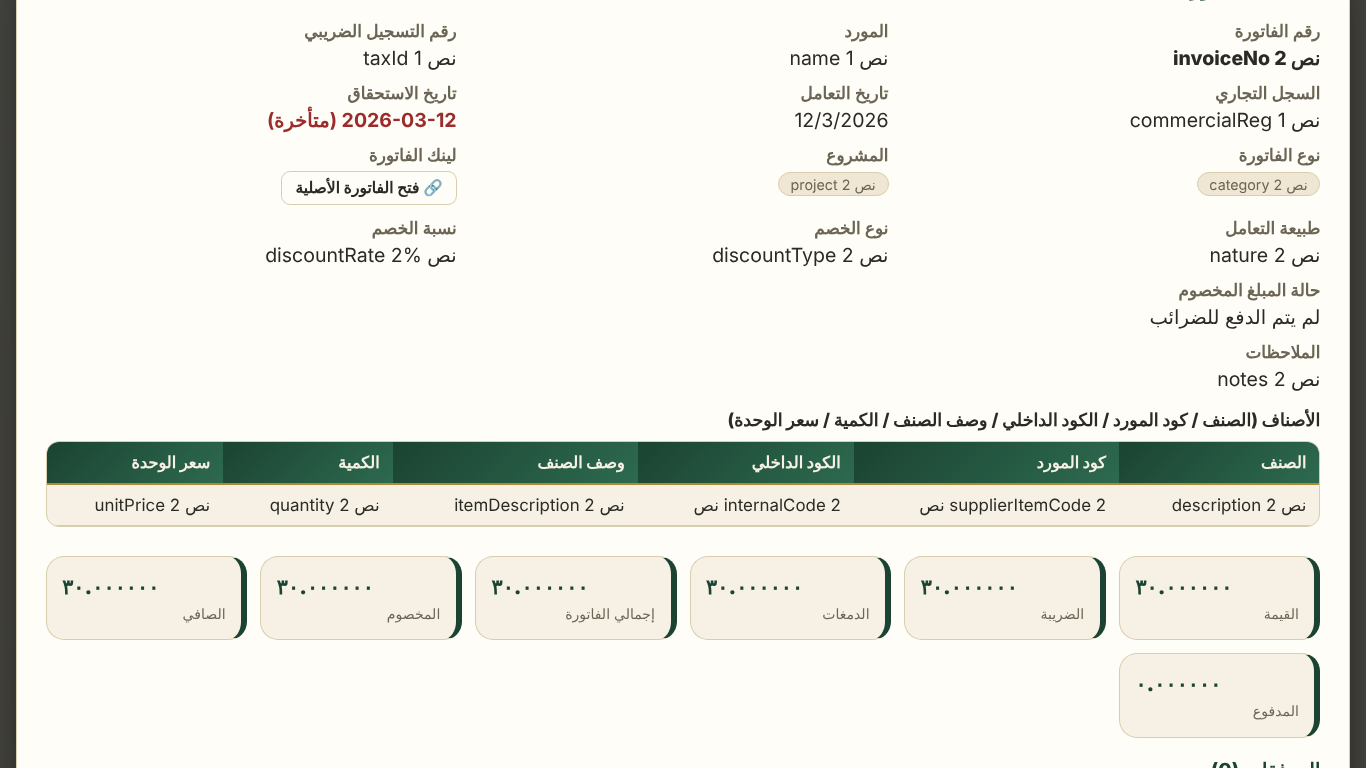 رقم الفاتورة
نص 2 invoiceNo
المورد
نص 1 name
رقم التسجيل الضريبي
نص 1 taxId
السجل التجاري
نص 1 commercialReg
تاريخ التعامل
12/3/2026
تاريخ الاستحقاق
2026-03-12 (متأخرة)
نوع الفاتورة
نص 2 category
المشروع
نص 2 project
لينك الفاتورة
🔗 فتح الفاتورة الأصلية
طبيعة التعامل
نص 2 nature
نوع الخصم
نص 2 discountType
نسبة الخصم
نص 2% discountRate
حالة المبلغ المخصوم
لم يتم الدفع للضرائب
الملاحظات
نص 2 notes
الأصناف (الصنف / كود المورد / الكود الداخلي / وصف الصنف / الكمية / سعر الوحدة)
الصنف كود المورد الكود الداخلي وصف الصنف الكمية سعر الوحدة
نص 2 description نص supplierItemCode 2 نص internalCode 2 نص 2 itemDescription نص 2 quantity نص 2 unitPrice
٣٠.٠٠٠٠٠٠
القيمة
٣٠.٠٠٠٠٠٠
الضريبة
٣٠.٠٠٠٠٠٠
الدمغات
٣٠.٠٠٠٠٠٠
إجمالي الفاتورة
٣٠.٠٠٠٠٠٠
المخصوم
٣٠.٠٠٠٠٠٠
الصافي
٠.٠٠٠٠٠٠
المدفوع